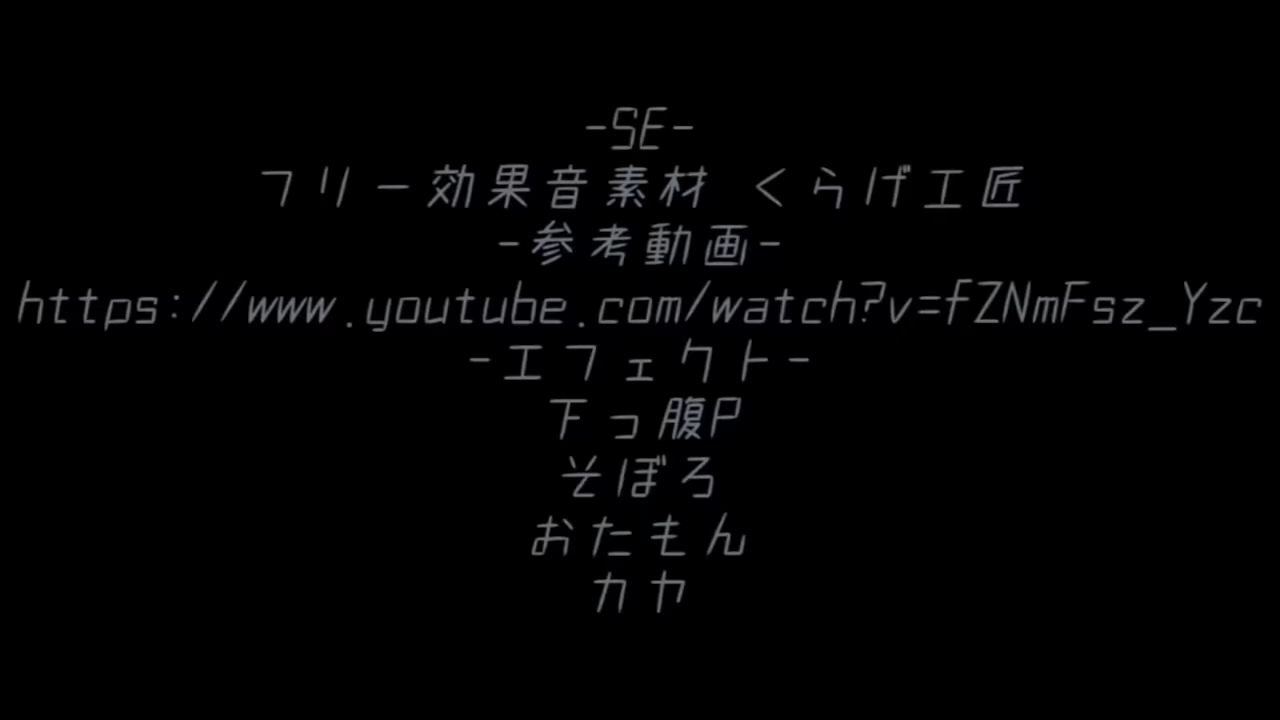 -SE-
フリー効果音素材 くらげ工匠
-参考動画-
https://www.youtube.com/watch?v=fZNmFsz_Yzc
-エフェクト-
下っ腹P
そぼろ
おたもん
カヤ